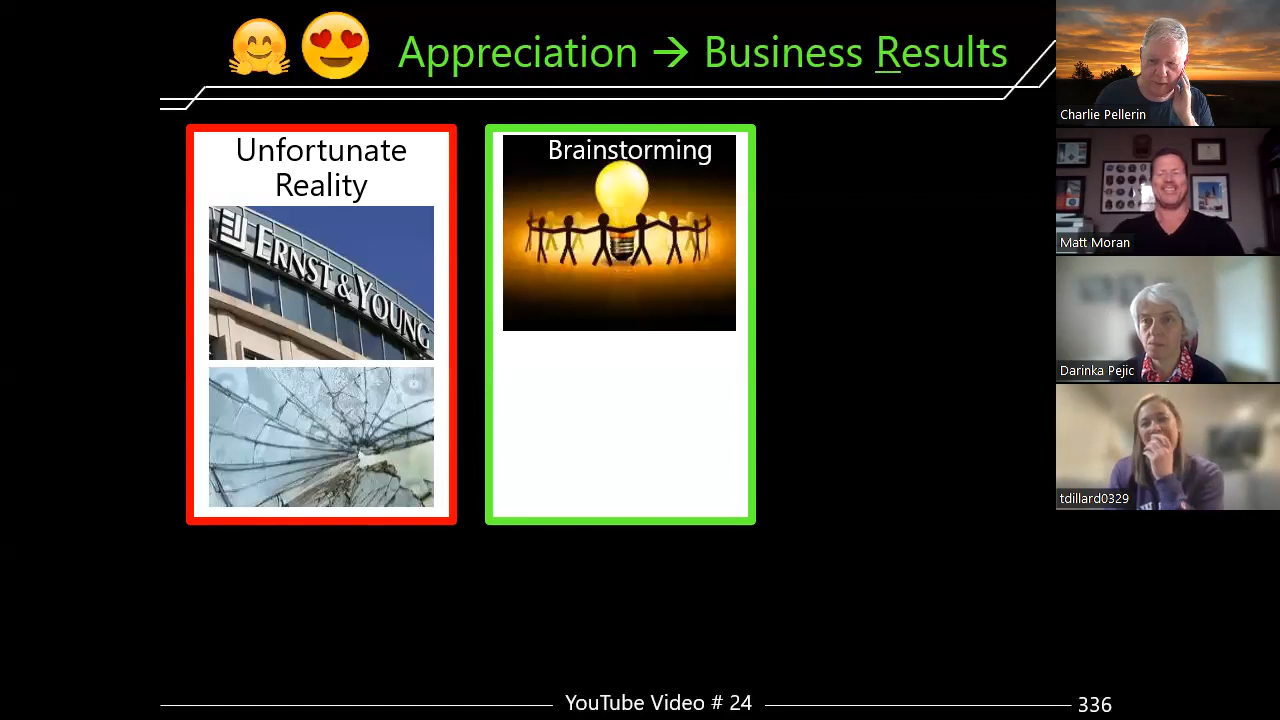 Appreciation → Business Results
Unfortunate
Reality
ERNST & YOUNG
Brainstorming
Charlie Pellerin
Matt Moran
Darinka Pejic
tdillard0329
YouTube Video # 24
336